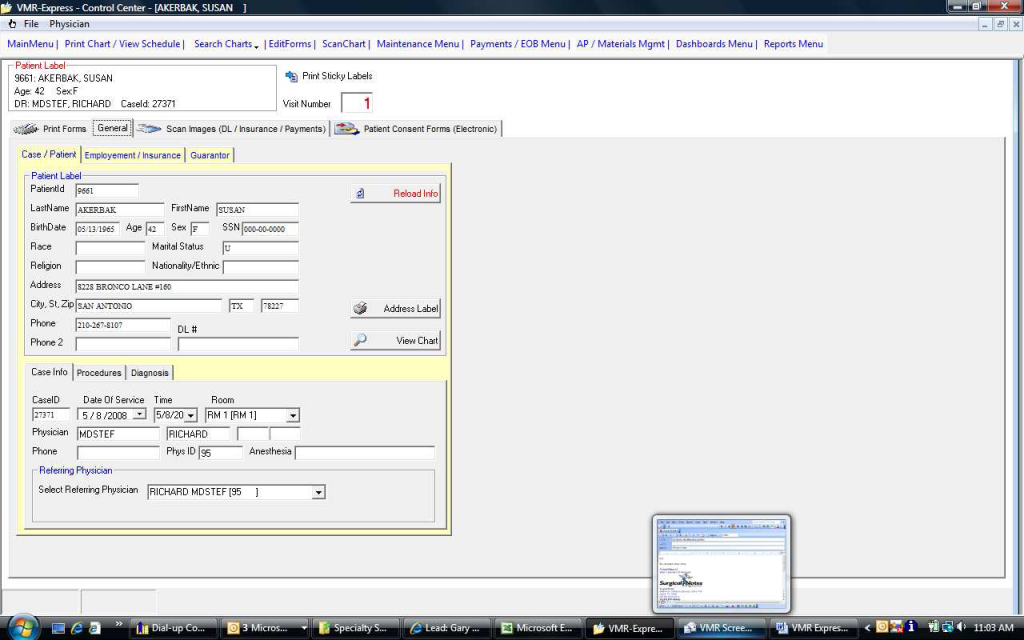 VMR-Express - Control Center - [AKERBAK, SUSAN ]
File Physician
MainMenu | Print Chart / View Schedule | Search Charts | EditForms | ScanChart | Maintenance Menu | Payments / EOB Menu | AP / Materials Mgmt | Dashboards Menu | Reports Menu
Patient Label
9661: AKERBAK, SUSAN
Age: 42 Sex:F
DR: MDSTEF, RICHARD CaseId: 27371
Print Sticky Labels
Visit Number 1
Print Forms General Scan Images (DL / Insurance / Payments) Patient Consent Forms (Electronic)
Case / Patient Employement / Insurance Guarantor
Patient Label
PatientId 9661
Reload Info
LastName AKERBAK FirstName SUSAN
BirthDate 05/13/1965 Age 42 Sex F SSN 000-00-0000
Race Marital Status U
Religion Nationality/Ethnic
Address 8228 BRONCO LANE #160
City, St, Zip SAN ANTONIO TX 78227
Address Label
Phone 210-267-8107 DL #
Phone 2
View Chart
Case Info Procedures Diagnosis
CaseID Date Of Service Time Room
27371 5 / 8 /2008 5/8/20 RM 1 [RM 1]
Physician MDSTEF RICHARD
Phone Phys ID 95 Anesthesia
Referring Physician
Select Referring Physician RICHARD MDSTEF [95 ]
Surgical Notes
Dial-up Co... 3 Micros... Specialty S... Lead: Gary ... Microsoft E... VMR-Expre... VMR Scree... VMR Expres... 11:03 AM